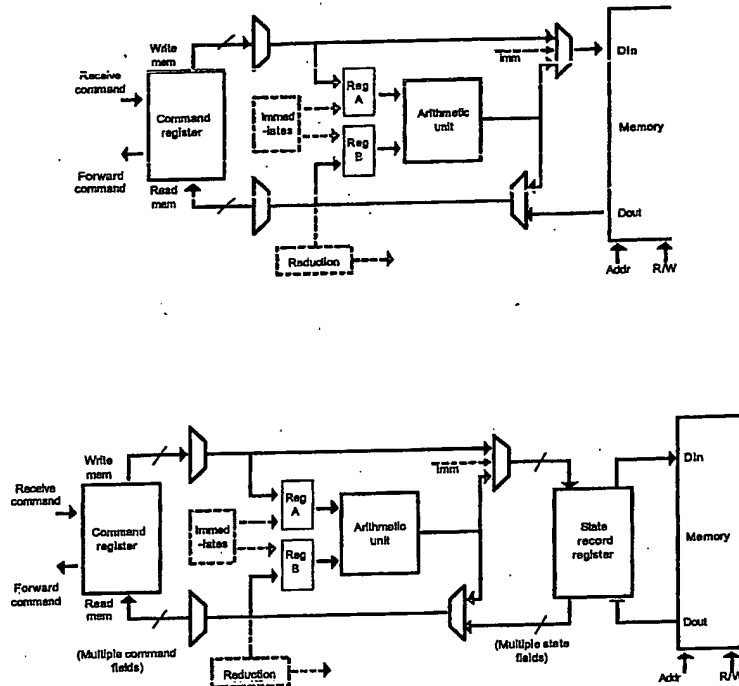 Write
mem
Receive
command
Command
register
Forward
command
Read
mem
Immed
-iates
Reg
A
Reg
B
Arithmetic
unit
Imm
Din
Memory
Dout
Addr
R/W
Reduction
Write
mem
Receive
command
Command
register
Forward
command
Read
mem
(Multiple command
fields)
Immed
-iates
Reg
A
Reg
B
Arithmetic
unit
Imm
State
record
register
(Multiple state
fields)
Din
Memory
Dout
Addr
R/W
Reduction